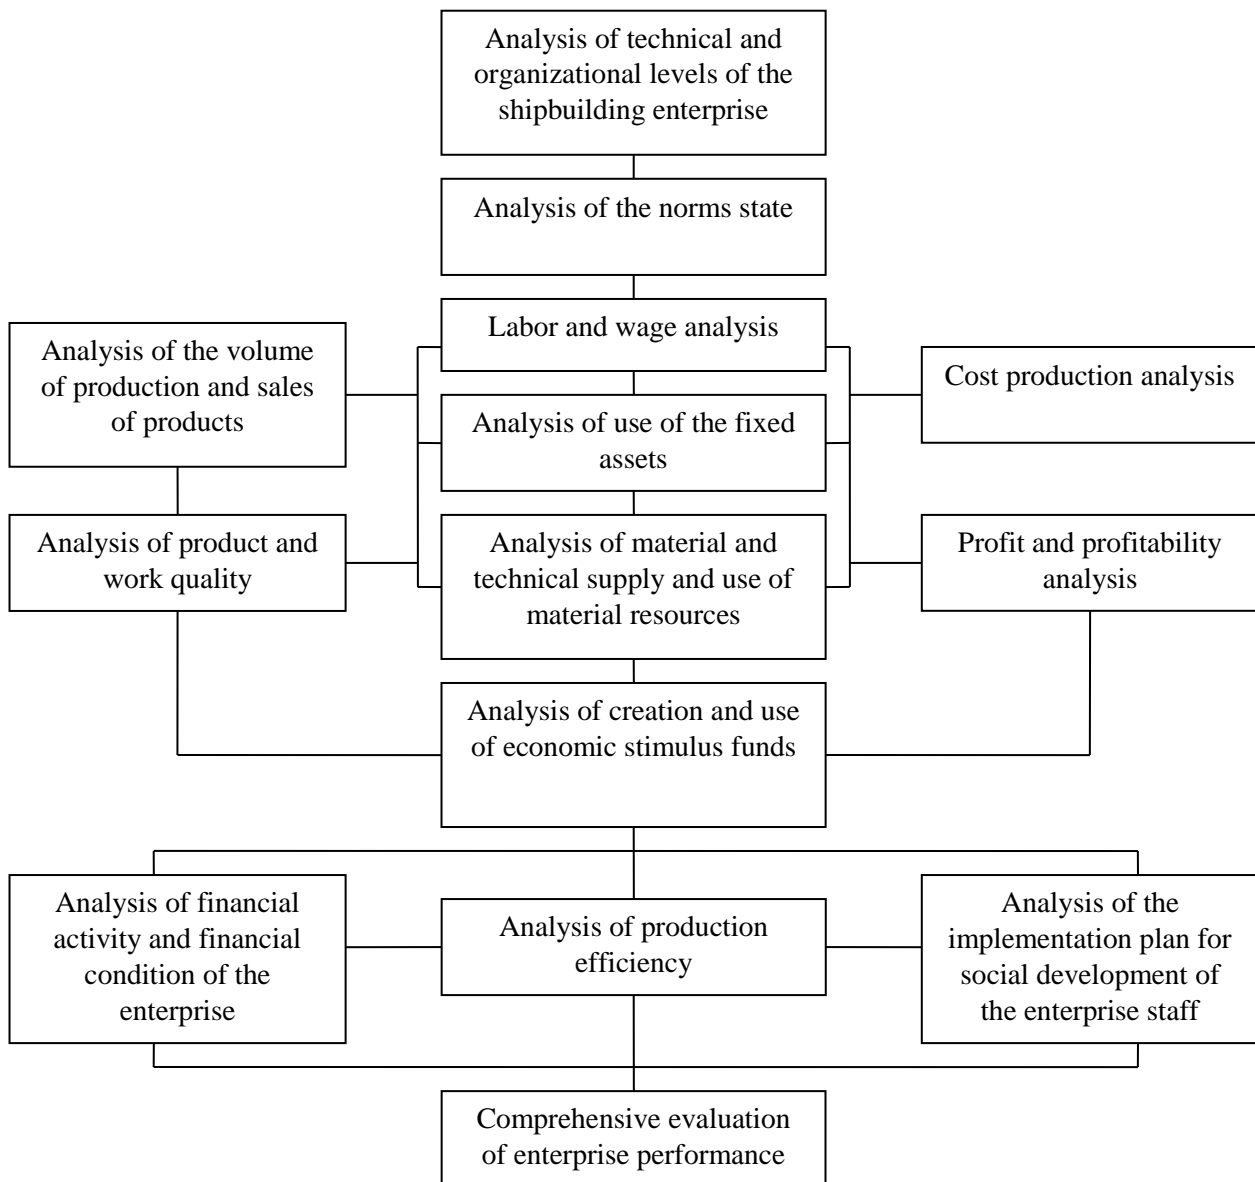 Analysis of technical and
organizational levels of the
shipbuilding enterprise
Analysis of the norms state
Labor and wage analysis
Analysis of the volume
of production and sales
of products
Cost production analysis
Analysis of use of the fixed
assets
Analysis of product and
work quality
Analysis of material and
technical supply and use of
material resources
Profit and profitability
analysis
Analysis of creation and use
of economic stimulus funds
Analysis of financial
activity and financial
condition of the
enterprise
Analysis of production
efficiency
Analysis of the
implementation plan for
social development of
the enterprise staff
Comprehensive evaluation
of enterprise performance